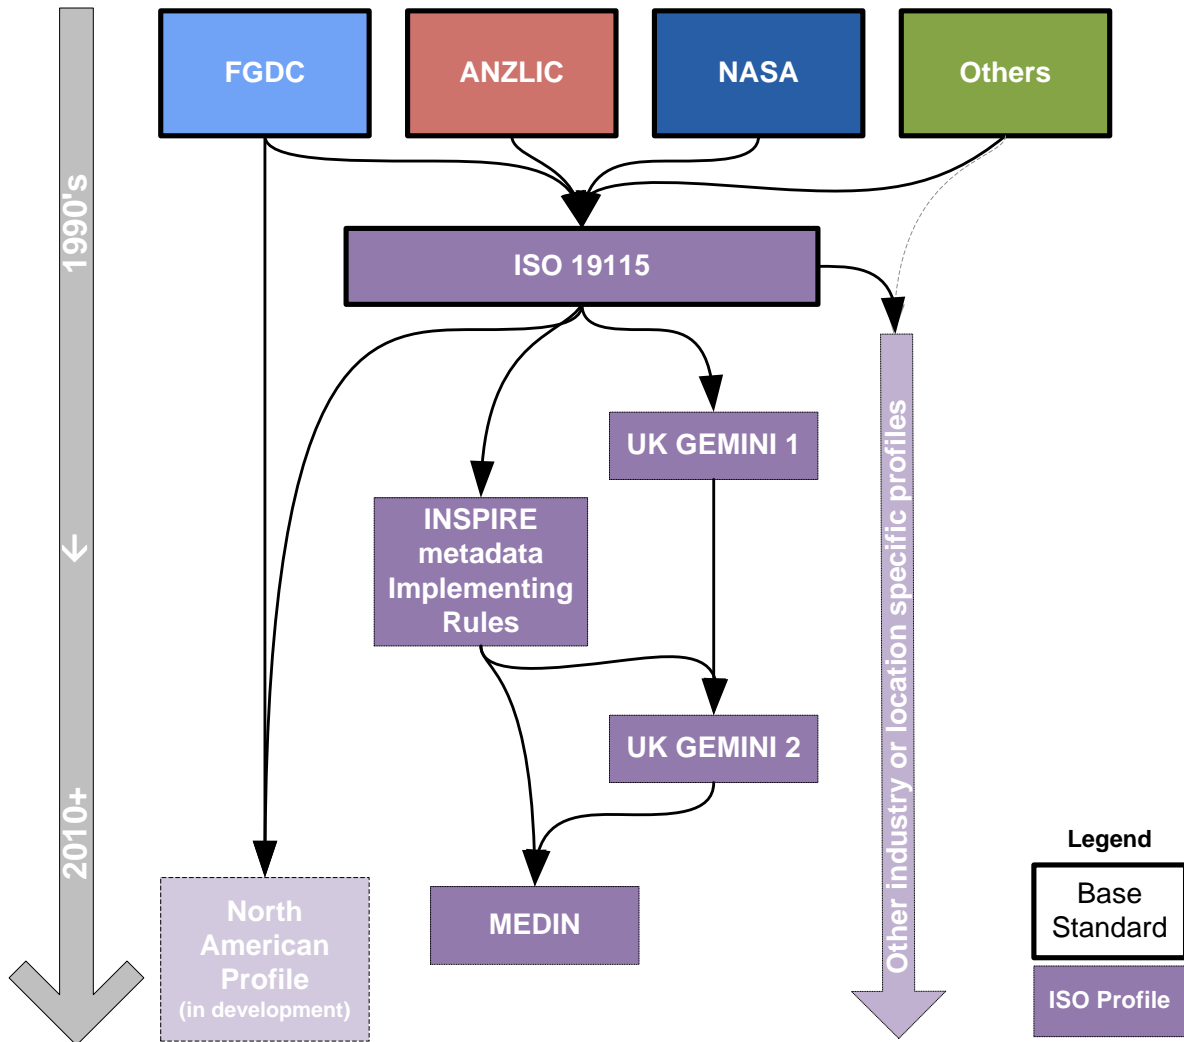 FGDC
ANZLIC
NASA
Others
1990's
ISO 19115
UK GEMINI 1
INSPIRE
metadata
Implementing
Rules
UK GEMINI 2
2010+
North
American
Profile
(in development)
MEDIN
Other industry or location specific profiles
Legend
Base
Standard
ISO Profile